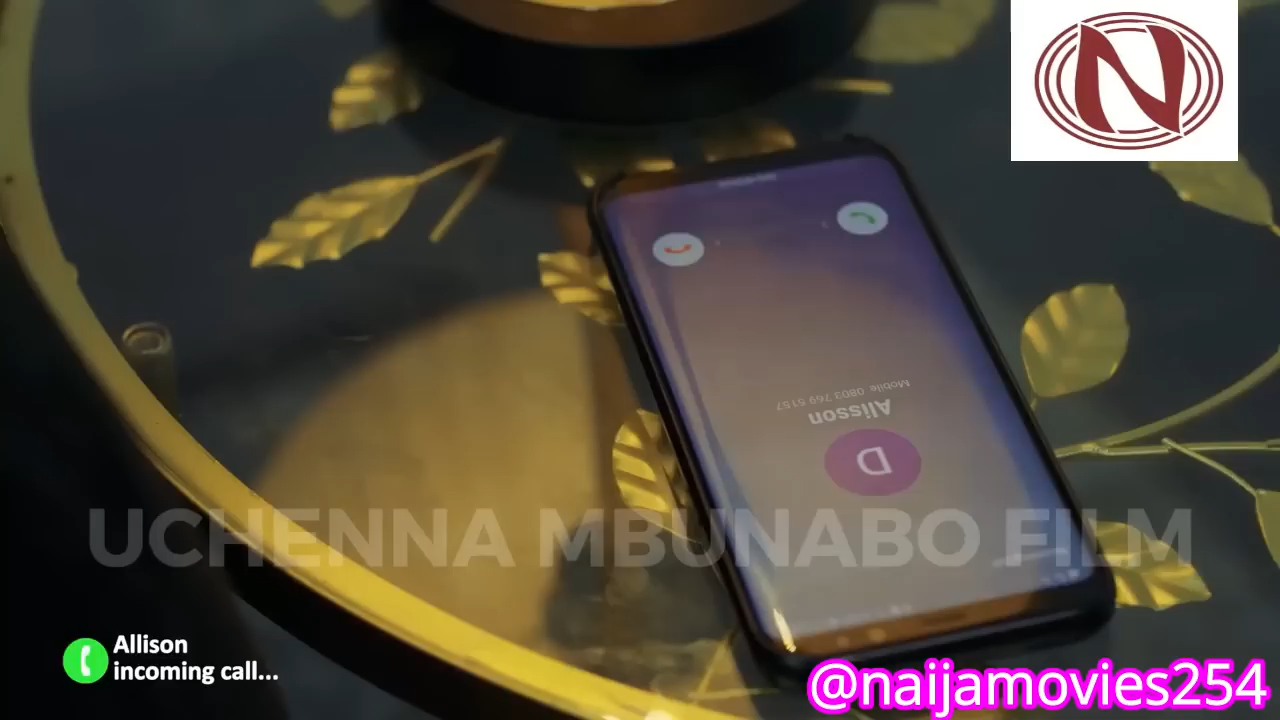 N
Mobile 0803 769 5157
Alisson
D
UCHENNA MBUNABO FILM
Allison
incoming call...
@naijamovies254